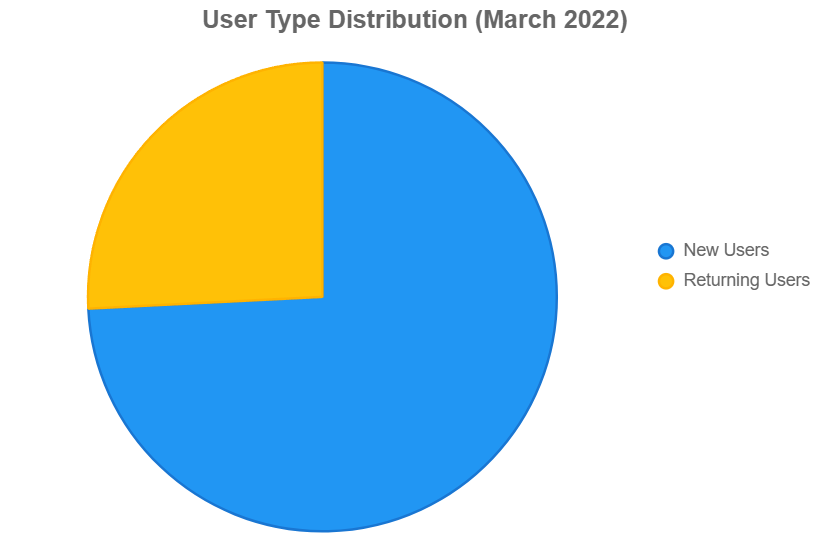 User Type Distribution (March 2022)
New Users
Returning Users